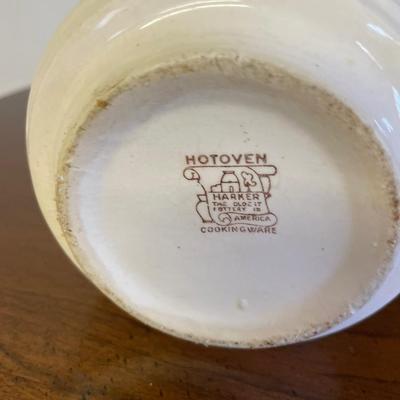 HOTOVEN
HARKER
THE OLDEST
POTTERY IN
AMERICA
COOKINGWARE